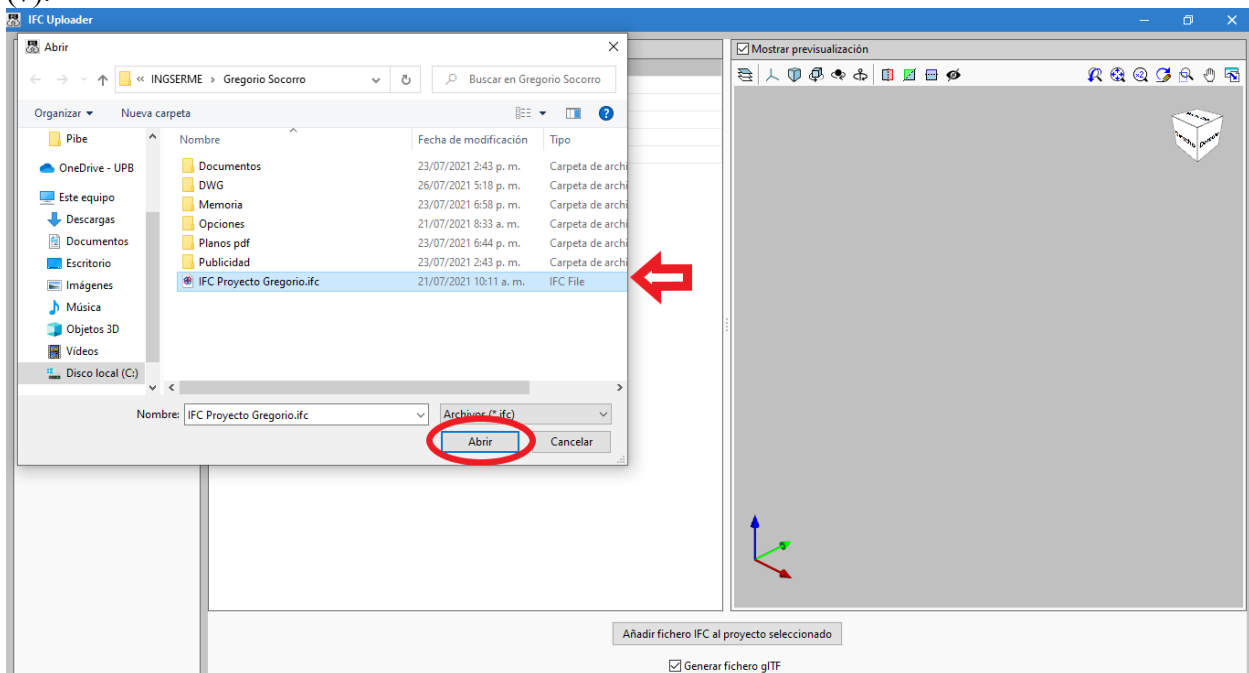 (7).
IFC Uploader
Abrir
Mostrar previsualización
« INGSERME › Gregorio Socorro
Buscar en Gregorio Socorro
Organizar Nueva carpeta
Nombre Fecha de modificación Tipo
Pibe
OneDrive - UPB
Este equipo
Descargas
Documentos
Escritorio
Imágenes
Música
Objetos 3D
Vídeos
Disco local (C:)
Documentos 23/07/2021 2:43 p. m. Carpeta de archi
DWG 26/07/2021 5:18 p. m. Carpeta de archi
Memoria 23/07/2021 6:58 p. m. Carpeta de archi
Opciones 21/07/2021 8:33 a. m. Carpeta de archi
Planos pdf 23/07/2021 6:44 p. m. Carpeta de archi
Publicidad 23/07/2021 2:43 p. m. Carpeta de archi
IFC Proyecto Gregorio.ifc 21/07/2021 10:11 a. m. IFC File
Nombre: IFC Proyecto Gregorio.ifc Archivos (*.ifc)
Abrir Cancelar
Añadir fichero IFC al proyecto seleccionado
Generar fichero glTF